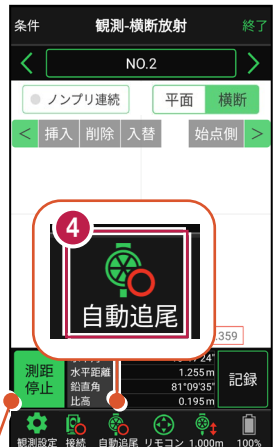 条件 観測-横断放射 終了
< NO.2 >
ノンプリ連続 平面 横断
< 挿入 削除 入替 始点側 >
4
自動追尾
.359
測距停止
水平距離 1.255m
鉛直角 81°09'35"
比高 0.195m
記録
観測設定 接続 自動追尾 リモコン 1.000m 100%